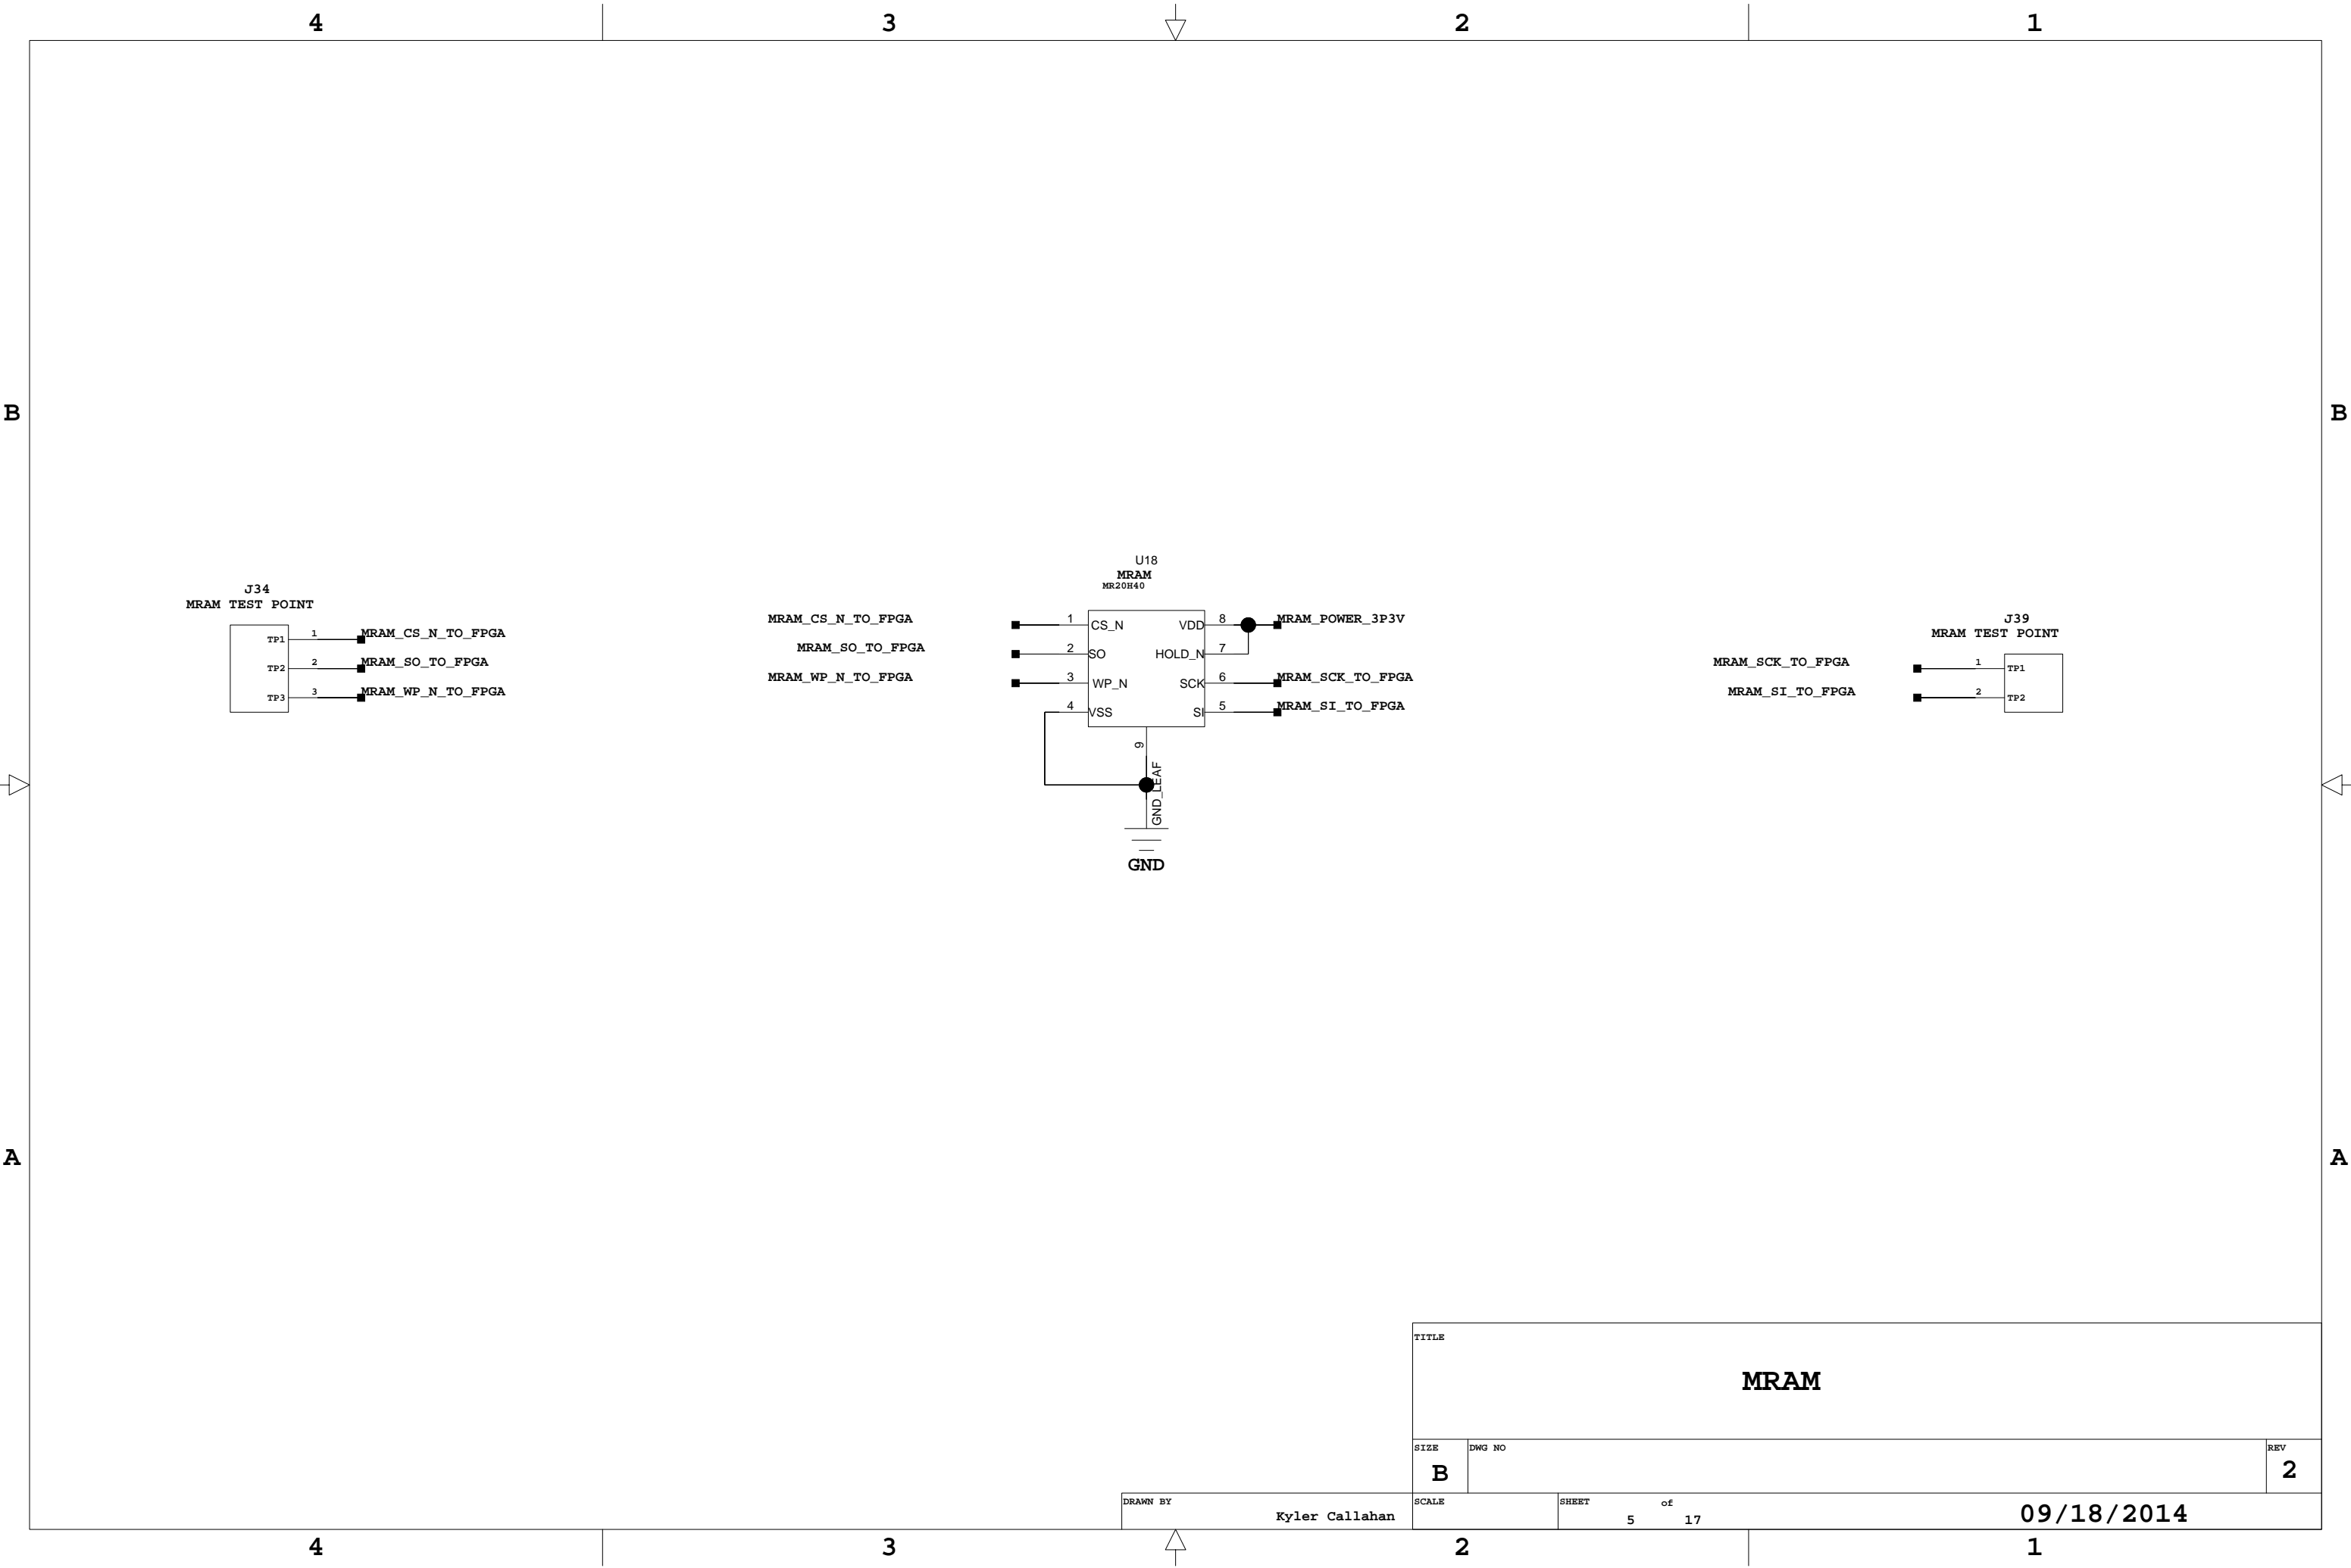 4 3 2 1
B B
U18
MRAM
MR20H40
J34
MRAM TEST POINT
TP1 1 MRAM_CS_N_TO_FPGA
TP2 2 MRAM_SO_TO_FPGA
TP3 3 MRAM_WP_N_TO_FPGA
MRAM_CS_N_TO_FPGA 1 CS_N VDD 8 MRAM_POWER_3P3V
MRAM_SO_TO_FPGA 2 SO HOLD_N 7
MRAM_WP_N_TO_FPGA 3 WP_N SCK 6 MRAM_SCK_TO_FPGA
4 VSS SI 5 MRAM_SI_TO_FPGA
9
GND_LEAF
GND
J39
MRAM TEST POINT
MRAM_SCK_TO_FPGA 1 TP1
MRAM_SI_TO_FPGA 2 TP2
A A
TITLE
MRAM
SIZE DWG NO REV
B 2
DRAWN BY SCALE SHEET of
Kyler Callahan 5 17 09/18/2014
4 3 2 1